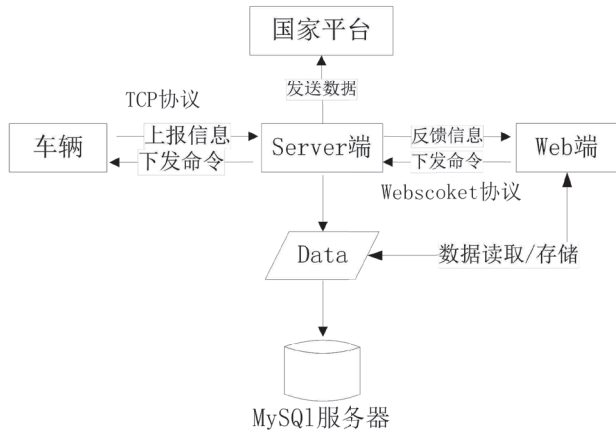 国家平台
发送数据
TCP协议
车辆
上报信息
下发命令
Server端
反馈信息
下发命令
Web端
Webscoket协议
Data
数据读取/存储
MySQl服务器